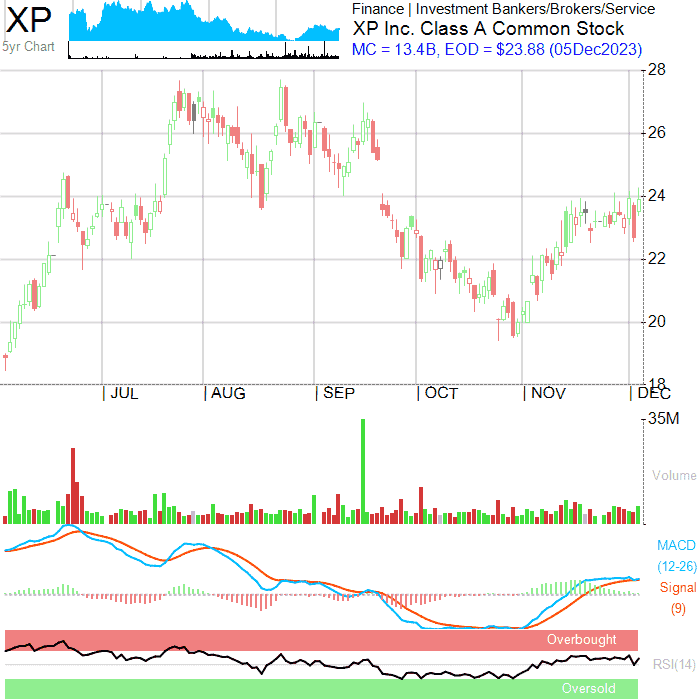 XP
5yr Chart
Finance | Investment Bankers/Brokers/Service
XP Inc. Class A Common Stock
MC = 13.4B, EOD = $23.88 (05Dec2023)
28
26
24
22
20
18
| JUL | AUG | SEP | OCT | NOV | DEC
35M
Volume
MACD
(12-26)
Signal
(9)
Overbought
RSI(14)
Oversold